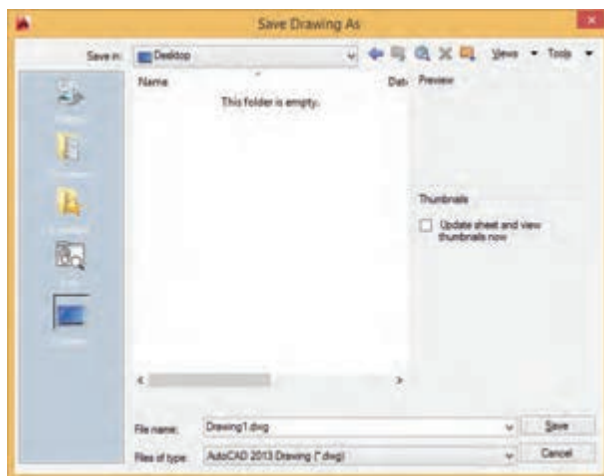 Save Drawing As
Save in: Desktop Views Tools
Name Date Preview
This folder is empty.
Thumbnails
Update sheet and view
thumbnails now
File name: Drawing1.dwg Save
Files of type: AutoCAD 2013 Drawing (*.dwg) Cancel